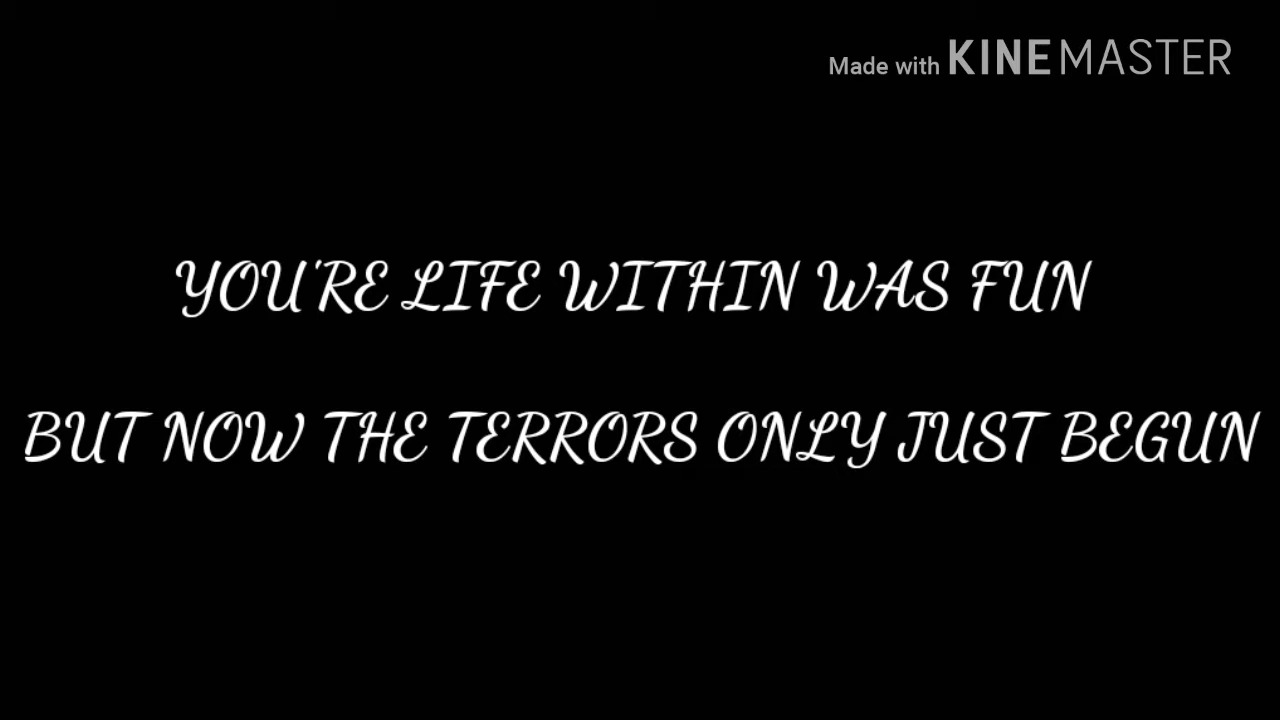 Made with KINEMASTER
YOU'RE LIFE WITHIN WAS FUN
BUT NOW THE TERRORS ONLY JUST BEGUN